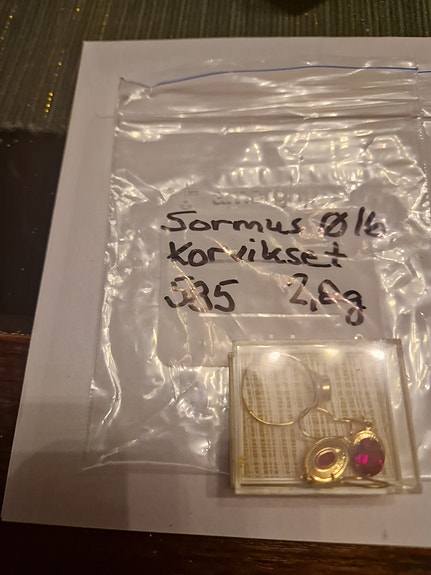 Sormus Ø16
Korvikset
585 2,0g